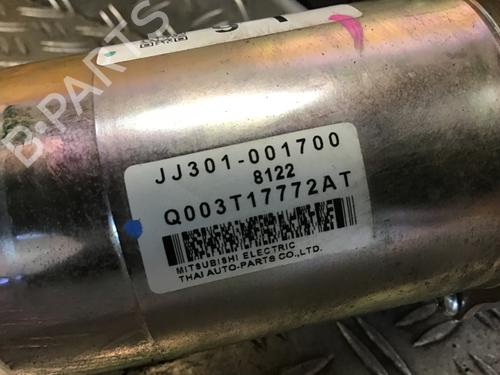 B-PARTS
JJ301-001700
8122
Q003T17772AT
MITSUBISHI ELECTRIC
THAI AUTO-PARTS CO.,LTD.